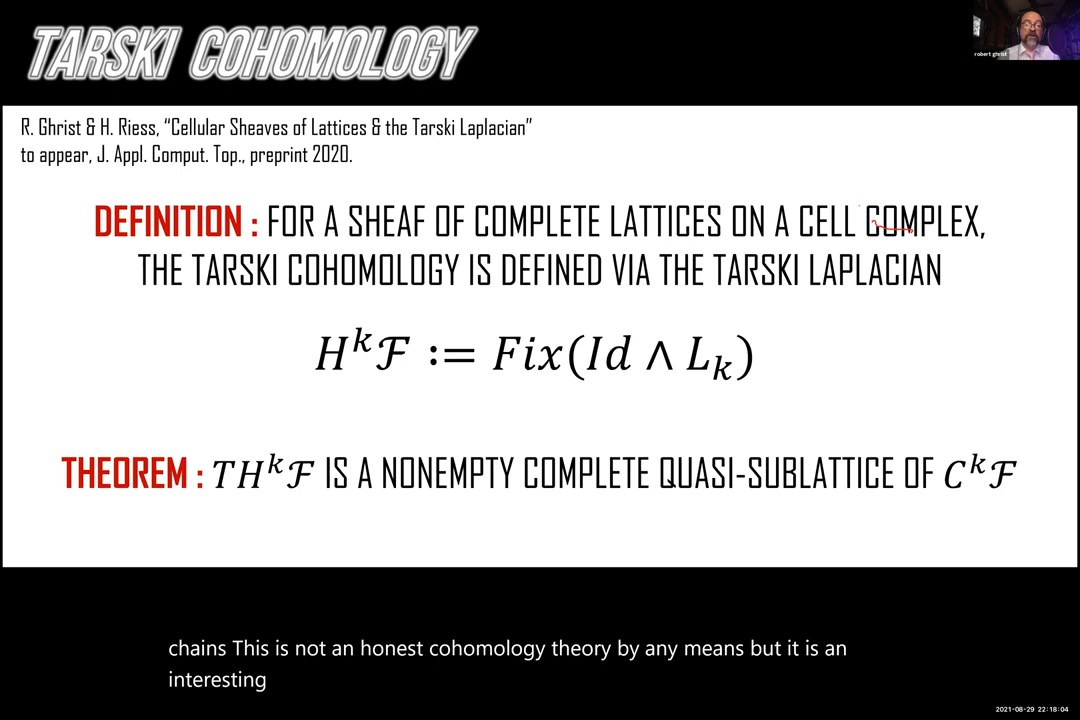 TARSKI COHOMOLOGY
robert ghrist
R. Ghrist & H. Riess, “Cellular Sheaves of Lattices & the Tarski Laplacian”
to appear, J. Appl. Comput. Top., preprint 2020.
DEFINITION : FOR A SHEAF OF COMPLETE LATTICES ON A CELL COMPLEX,
THE TARSKI COHOMOLOGY IS DEFINED VIA THE TARSKI LAPLACIAN
H^k ℱ := Fix(Id ∧ L_k)
THEOREM : TH^k ℱ IS A NONEMPTY COMPLETE QUASI-SUBLATTICE OF C^k ℱ
chains This is not an honest cohomology theory by any means but it is an
interesting
2021-08-29 22:18:04